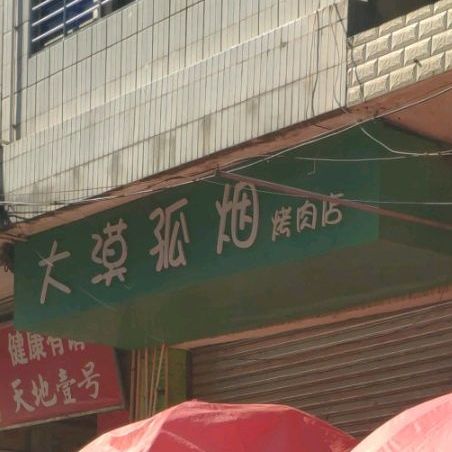 大漠孤烟 烤肉店
健康有
天地壹号